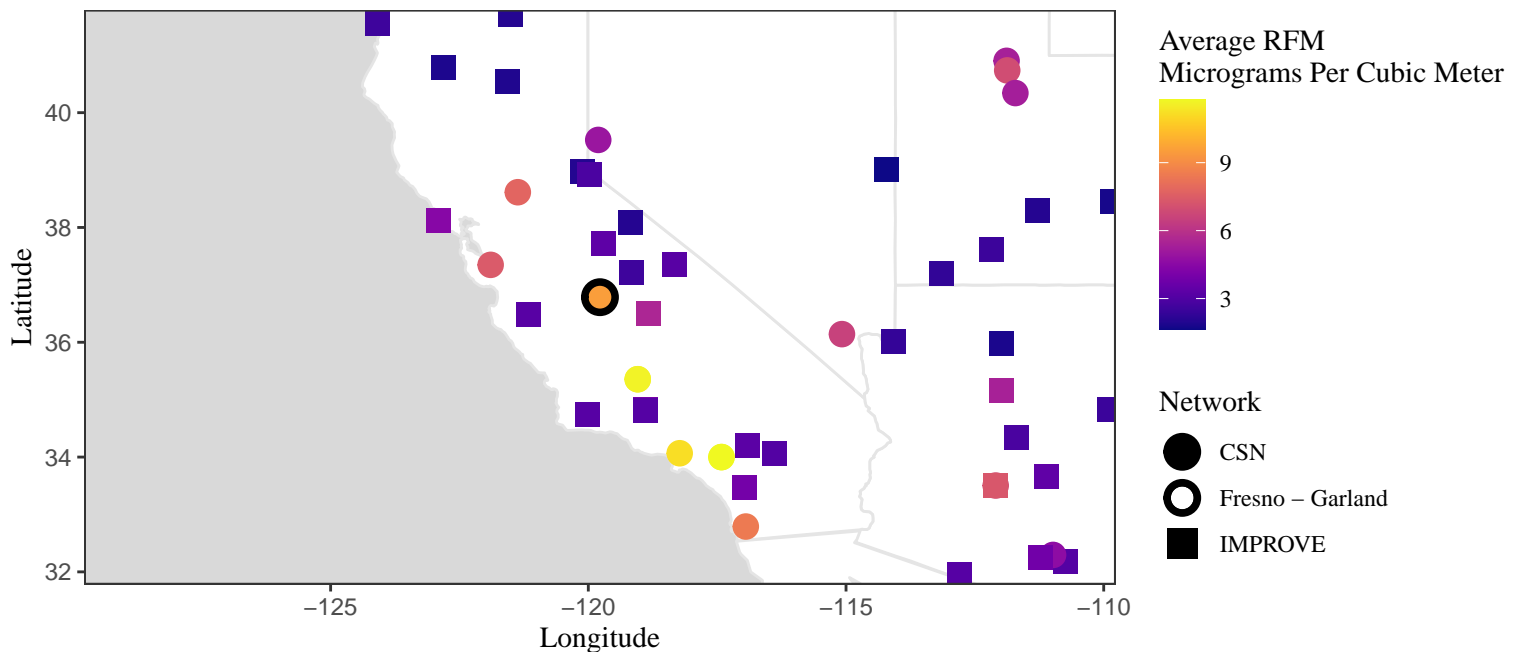 40
38
36
34
32
Latitude
−125
−120
−115
−110
Longitude
Average RFM
Micrograms Per Cubic Meter
9
6
3
Network
CSN
Fresno − Garland
IMPROVE